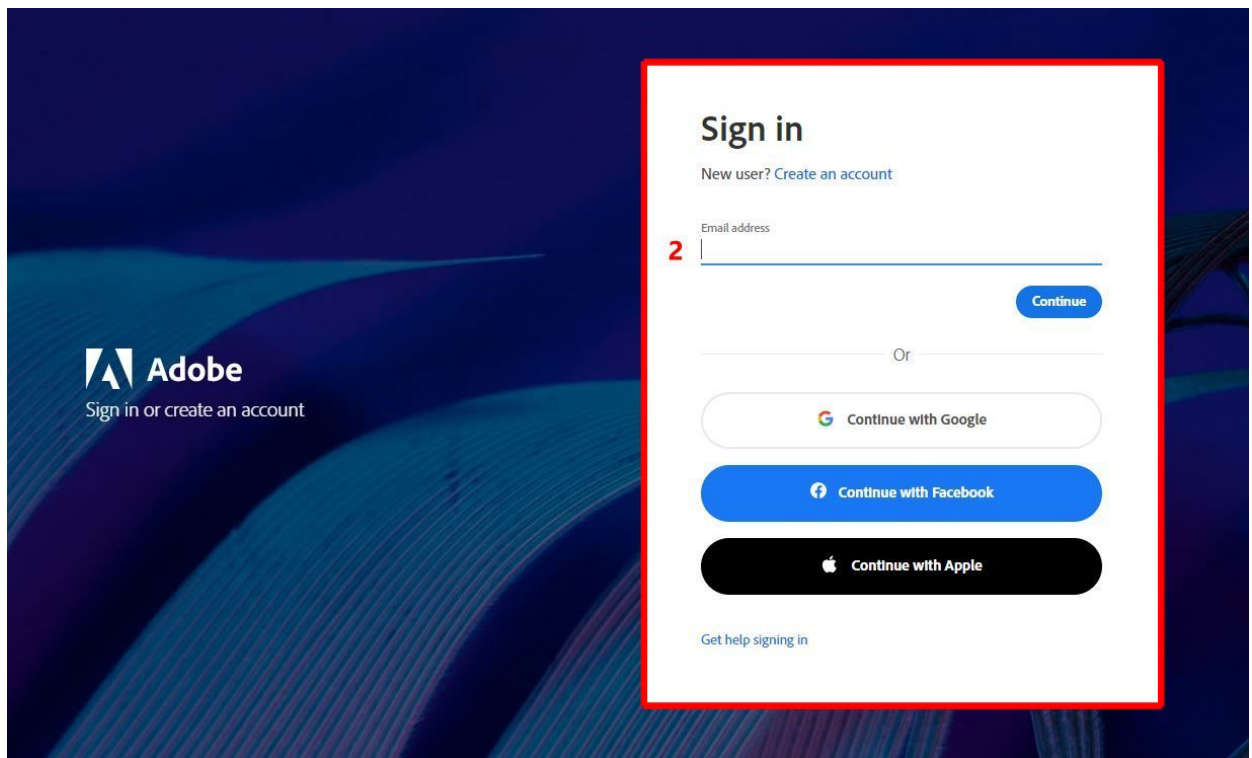 Adobe
Sign in or create an account
Sign in
New user? Create an account
Email address
2
Continue
Or
Continue with Google
Continue with Facebook
Continue with Apple
Get help signing in